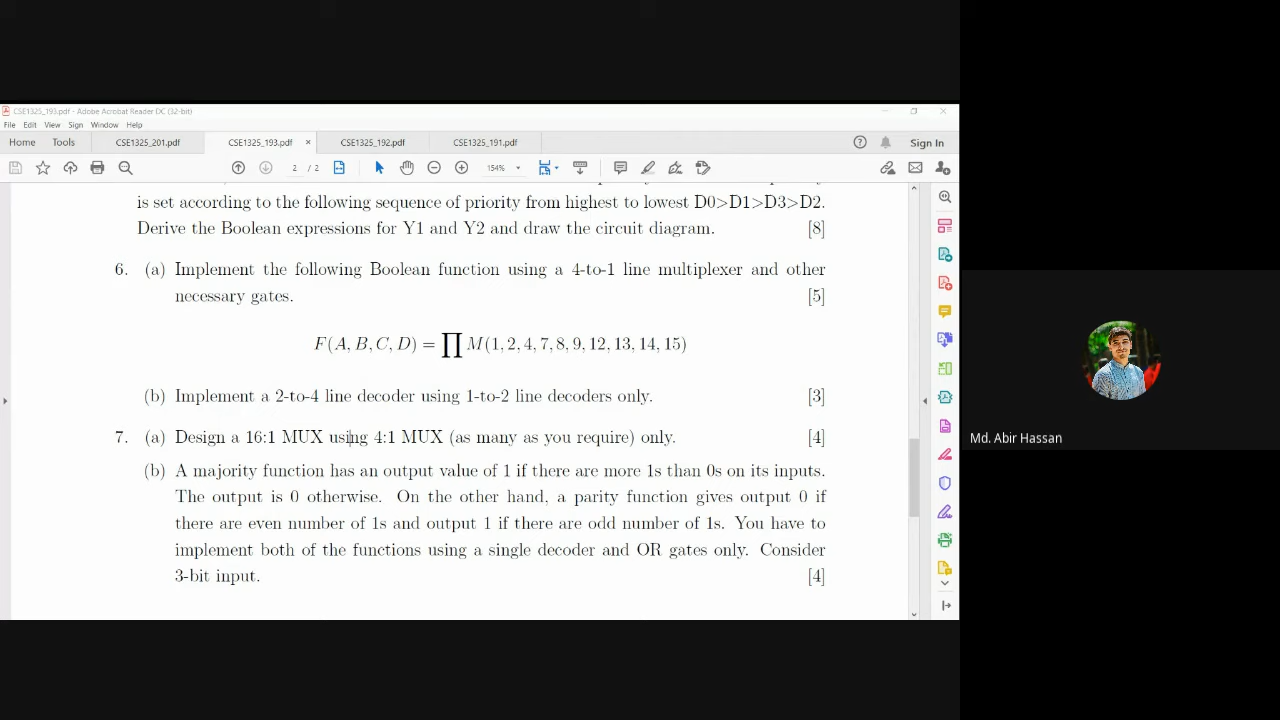 CSE1325_193.pdf - Adobe Acrobat Reader DC (32-bit)
File Edit View Sign Window Help
Home Tools CSE1325_201.pdf CSE1325_193.pdf × CSE1325_192.pdf CSE1325_191.pdf Sign In
2 / 2 154%
is set according to the following sequence of priority from highest to lowest D0>D1>D3>D2.
Derive the Boolean expressions for Y1 and Y2 and draw the circuit diagram. [8]
6. (a) Implement the following Boolean function using a 4-to-1 line multiplexer and other
necessary gates. [5]
F(A, B, C, D) = ∏ M(1, 2, 4, 7, 8, 9, 12, 13, 14, 15)
(b) Implement a 2-to-4 line decoder using 1-to-2 line decoders only. [3]
7. (a) Design a 16:1 MUX using 4:1 MUX (as many as you require) only. [4]
(b) A majority function has an output value of 1 if there are more 1s than 0s on its inputs.
The output is 0 otherwise. On the other hand, a parity function gives output 0 if
there are even number of 1s and output 1 if there are odd number of 1s. You have to
implement both of the functions using a single decoder and OR gates only. Consider
3-bit input. [4]
Md. Abir Hassan